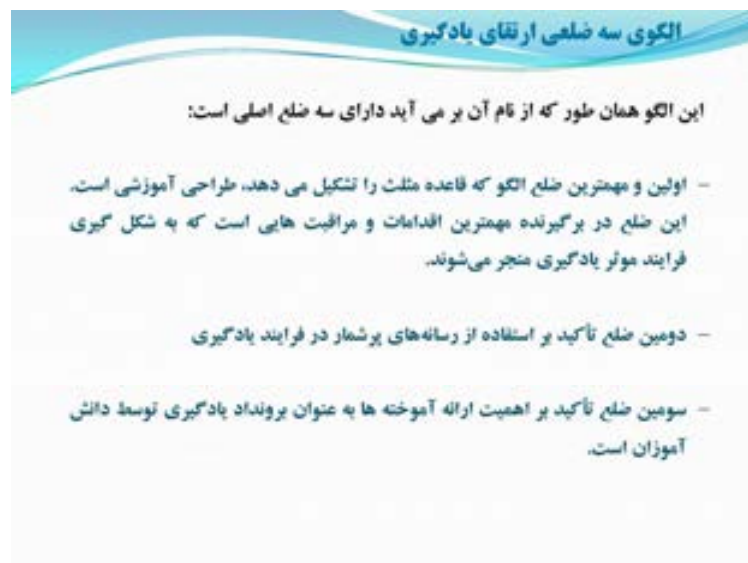 الگوی سه ضلعی ارتقای یادگیری
این الگو همان طور که از نام آن بر می آید دارای سه ضلع اصلی است:
- اولین و مهمترین ضلع الگو که قاعده مثلث را تشکیل می دهد، طراحی آموزشی است.
این ضلع در برگیرنده مهمترین اقدامات و مراقبت هایی است که به شکل گیری
فرایند موثر یادگیری منجر می‌شوند.
- دومین ضلع تأکید بر استفاده از رسانه‌های پرشمار در فرایند یادگیری
- سومین ضلع تأکید بر اهمیت ارائه آموخته ها به عنوان برونداد یادگیری توسط دانش
آموزان است.